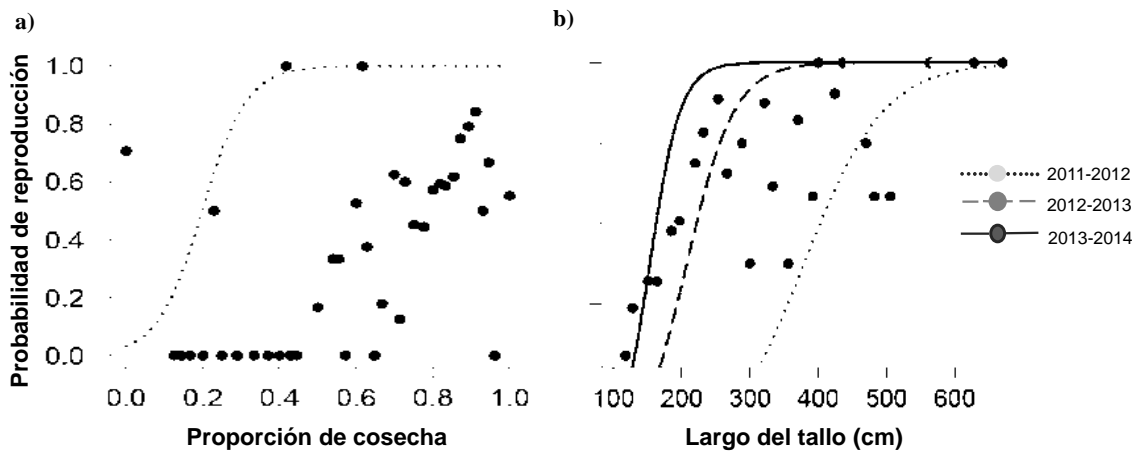 a)
b)
Probabilidad de reproducción
1.0
0.8
0.6
0.4
0.2
0.0
0.0 0.2 0.4 0.6 0.8 1.0
Proporción de cosecha
100 200 300 400 500 600
Largo del tallo (cm)
2011-2012
2012-2013
2013-2014